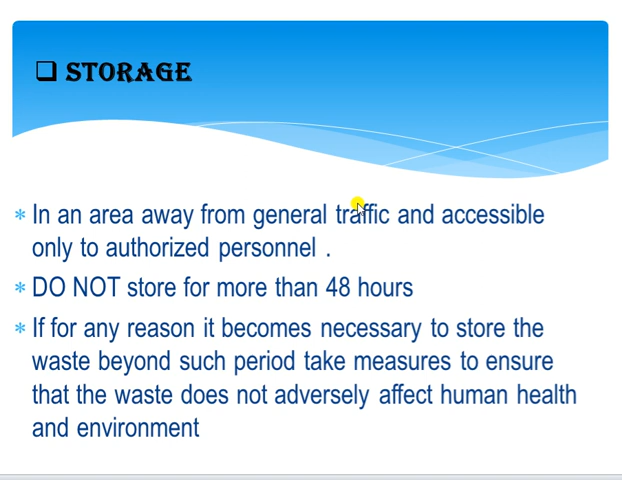 ❑ STORAGE
* In an area away from general traffic and accessible
only to authorized personnel .
* DO NOT store for more than 48 hours
* If for any reason it becomes necessary to store the
waste beyond such period take measures to ensure
that the waste does not adversely affect human health
and environment